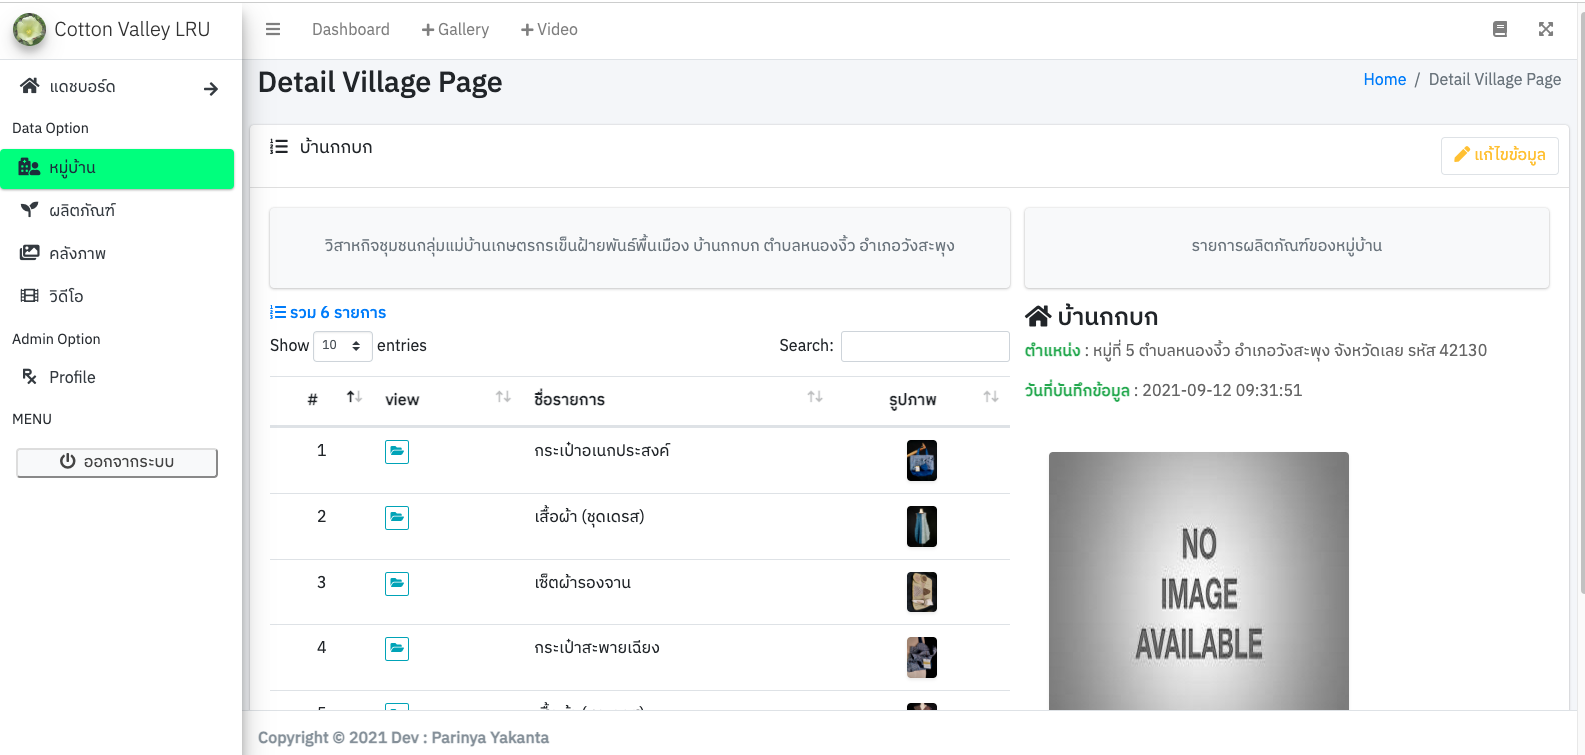 Cotton Valley LRU
Dashboard
Gallery
Video
แดชบอร์ด
Data Option
หมู่บ้าน
ผลิตภัณฑ์
คลังภาพ
วิดีโอ
Admin Option
Profile
MENU
ออกจากระบบ
Detail Village Page
Home / Detail Village Page
บ้านกกบก
แก้ไขข้อมูล
วิสาหกิจชุมชนกลุ่มแม่บ้านเกษตรกรเข็นฝ้ายพันธ์พื้นเมือง บ้านกกบก ตำบลหนองงิ้ว อำเภอวังสะพุง
รายการผลิตภัณฑ์ของหมู่บ้าน
รวม 6 รายการ
Show 10 entries
Search:
# view ชื่อรายการ รูปภาพ
1 กระเป๋าอเนกประสงค์
2 เสื้อผ้า (ชุดเดรส)
3 เซ็ตผ้ารองจาน
4 กระเป๋าสะพายเฉียง
บ้านกกบก
ตำแหน่ง : หมู่ที่ 5 ตำบลหนองงิ้ว อำเภอวังสะพุง จังหวัดเลย รหัส 42130
วันที่บันทึกข้อมูล : 2021-09-12 09:31:51
NO
IMAGE
AVAILABLE
Copyright © 2021 Dev : Parinya Yakanta